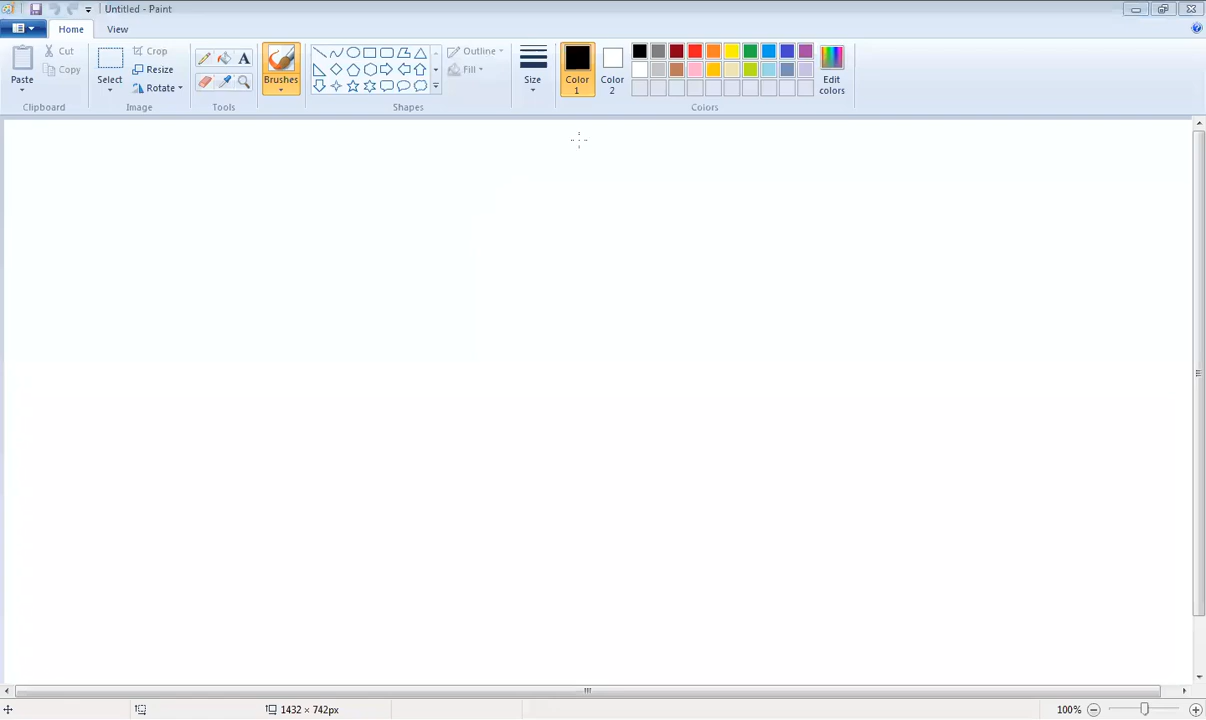 Untitled - Paint
Home View
Paste
Clipboard
Cut
Copy
Select
Crop
Resize
Rotate
Image
A
Tools
Brushes
Outline
Fill
Shapes
Size
Color 1
Color 2
Edit colors
Colors
1432 × 742px
100%